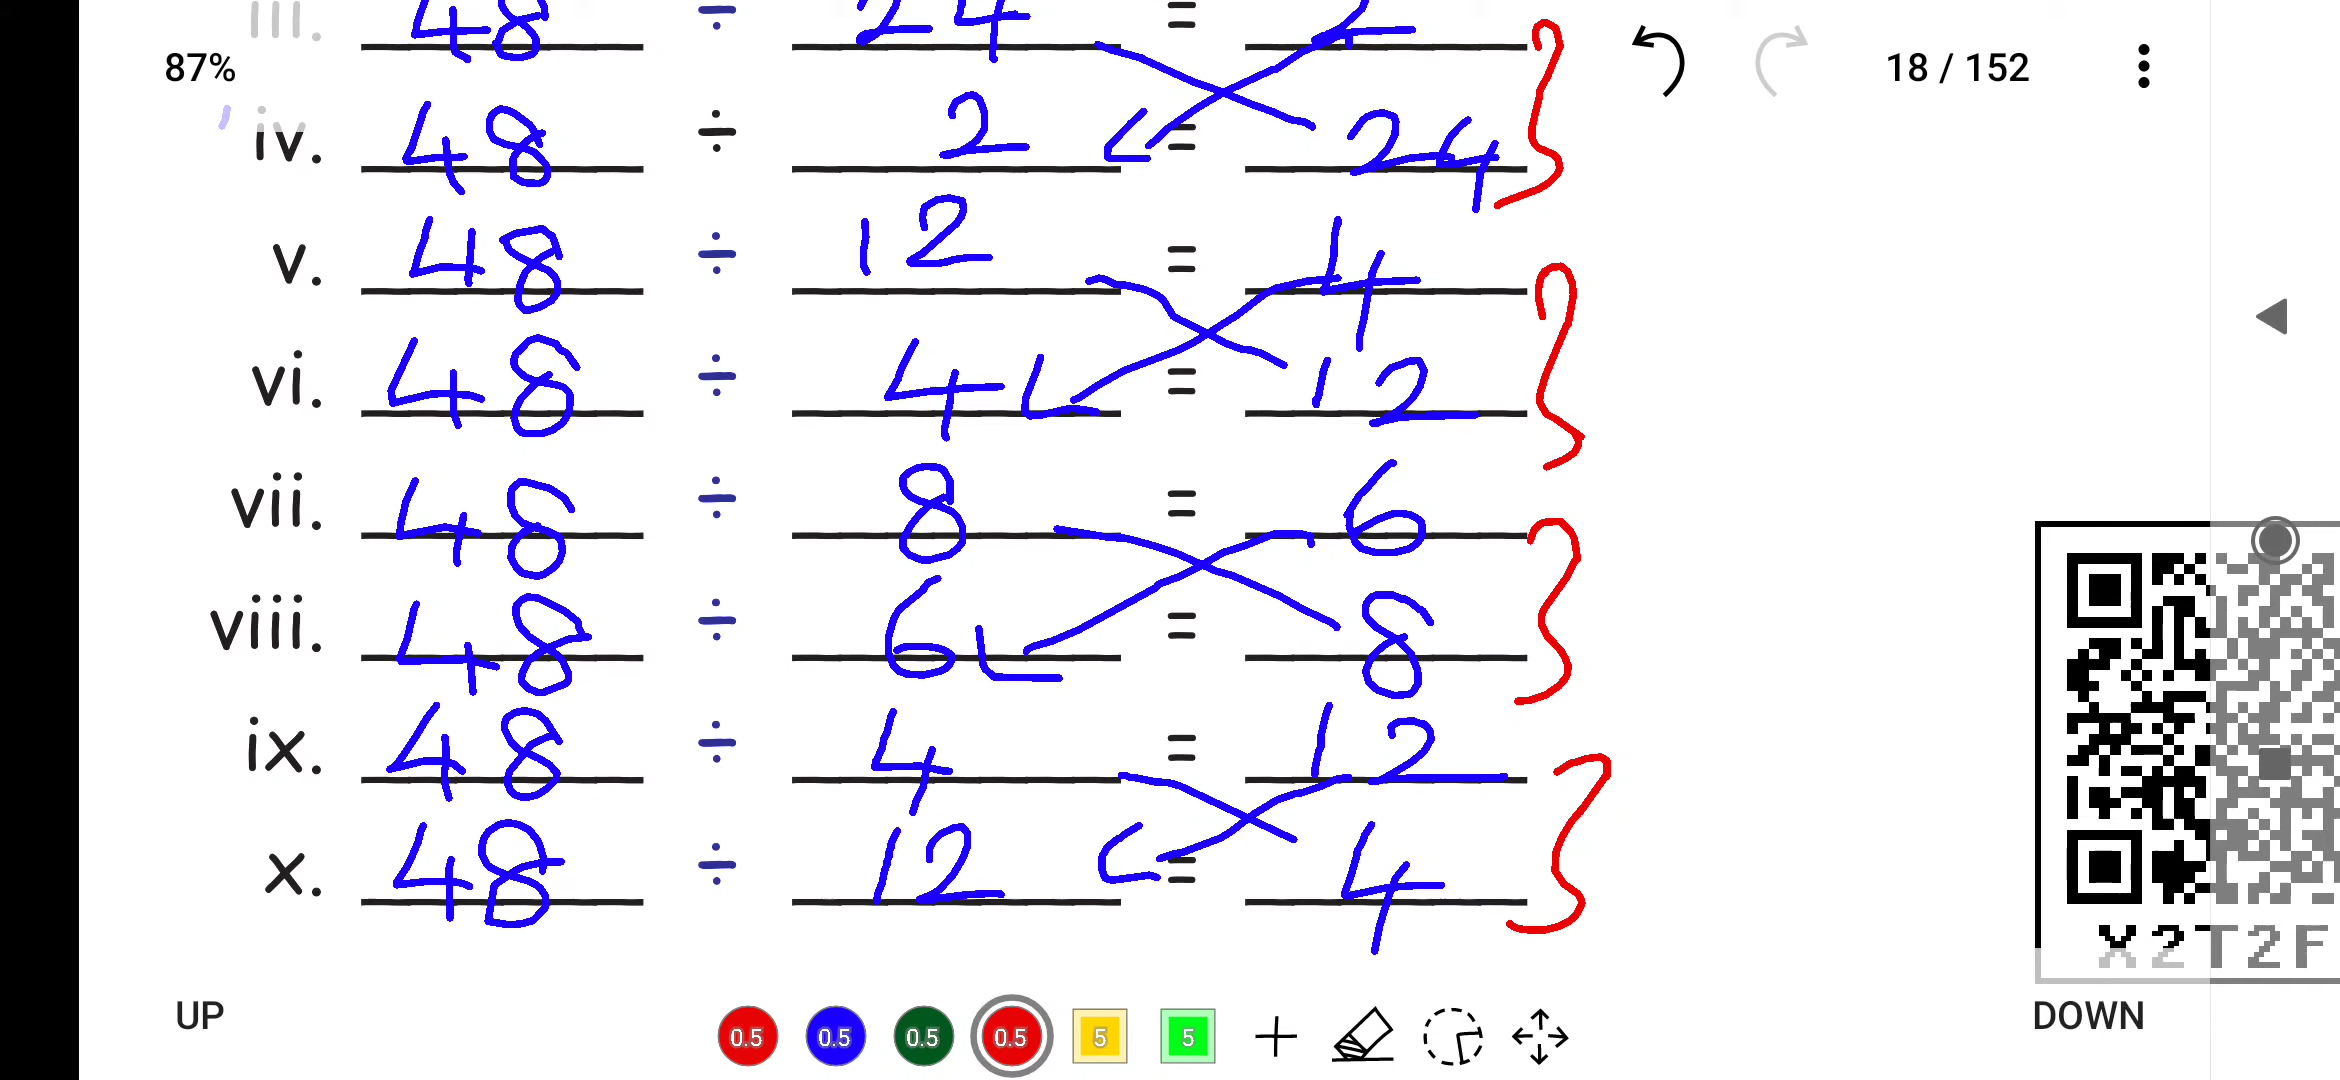 iii. 48 ÷ 24 = 2
87% 18 / 152
iv. 48 ÷ 2 = 24
v. 48 ÷ 12 = 4
vi. 48 ÷ 4 = 12
vii. 48 ÷ 8 = 6
viii. 48 ÷ 6 = 8
ix. 48 ÷ 4 = 12
x. 48 ÷ 12 = 4
X2T2F
UP 0.5 0.5 0.5 0.5 5 5 DOWN